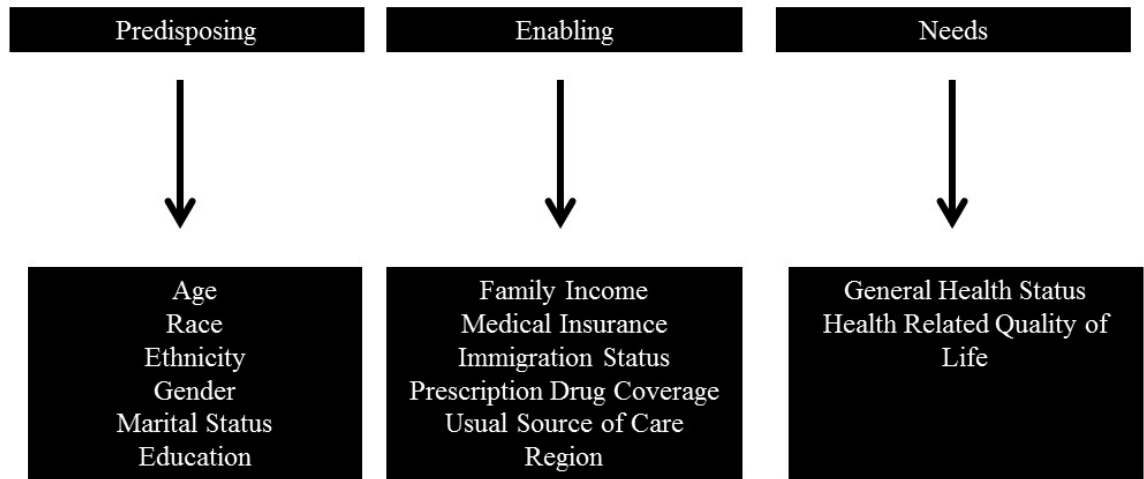 Predisposing
Enabling
Needs
Age
Race
Ethnicity
Gender
Marital Status
Education
Family Income
Medical Insurance
Immigration Status
Prescription Drug Coverage
Usual Source of Care
Region
General Health Status
Health Related Quality of
Life